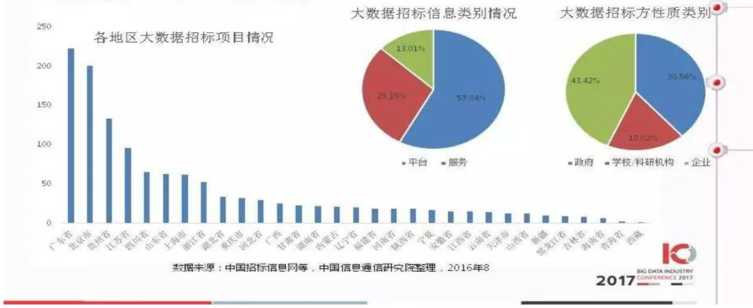 大数据招标信息类别情况
大数据招标方性质类别
各地区大数据招标项目情况
250
200
150
100
50
0
13.01%
57.04%
43.42%
平台 服务
政府 学校/科研机构 企业
广东省
北京市
贵州省
江苏省
四川省
山东省
上海市
浙江省
湖北省
重庆市
河北省
广西
甘肃省
湖南省
内蒙古
辽宁省
福建省
河南省
陕西省
宁夏
安徽省
江西省
云南省
天津市
山西省
新疆
黑龙江省
吉林省
海南省
青海省
西藏
数据来源：中国招标信息网等，中国信息通信研究院整理，2016年8
BIG DATA INDUSTRY
2017 CONFERENCE 2017